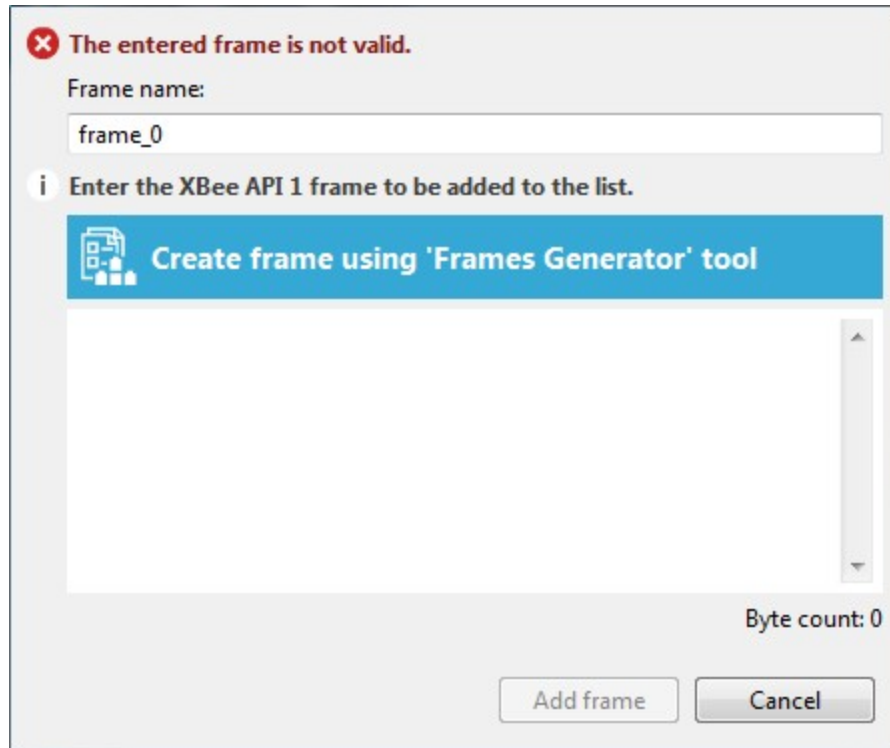 The entered frame is not valid.
Frame name:
frame_0
i Enter the XBee API 1 frame to be added to the list.
Create frame using 'Frames Generator' tool
Byte count: 0
Add frame Cancel